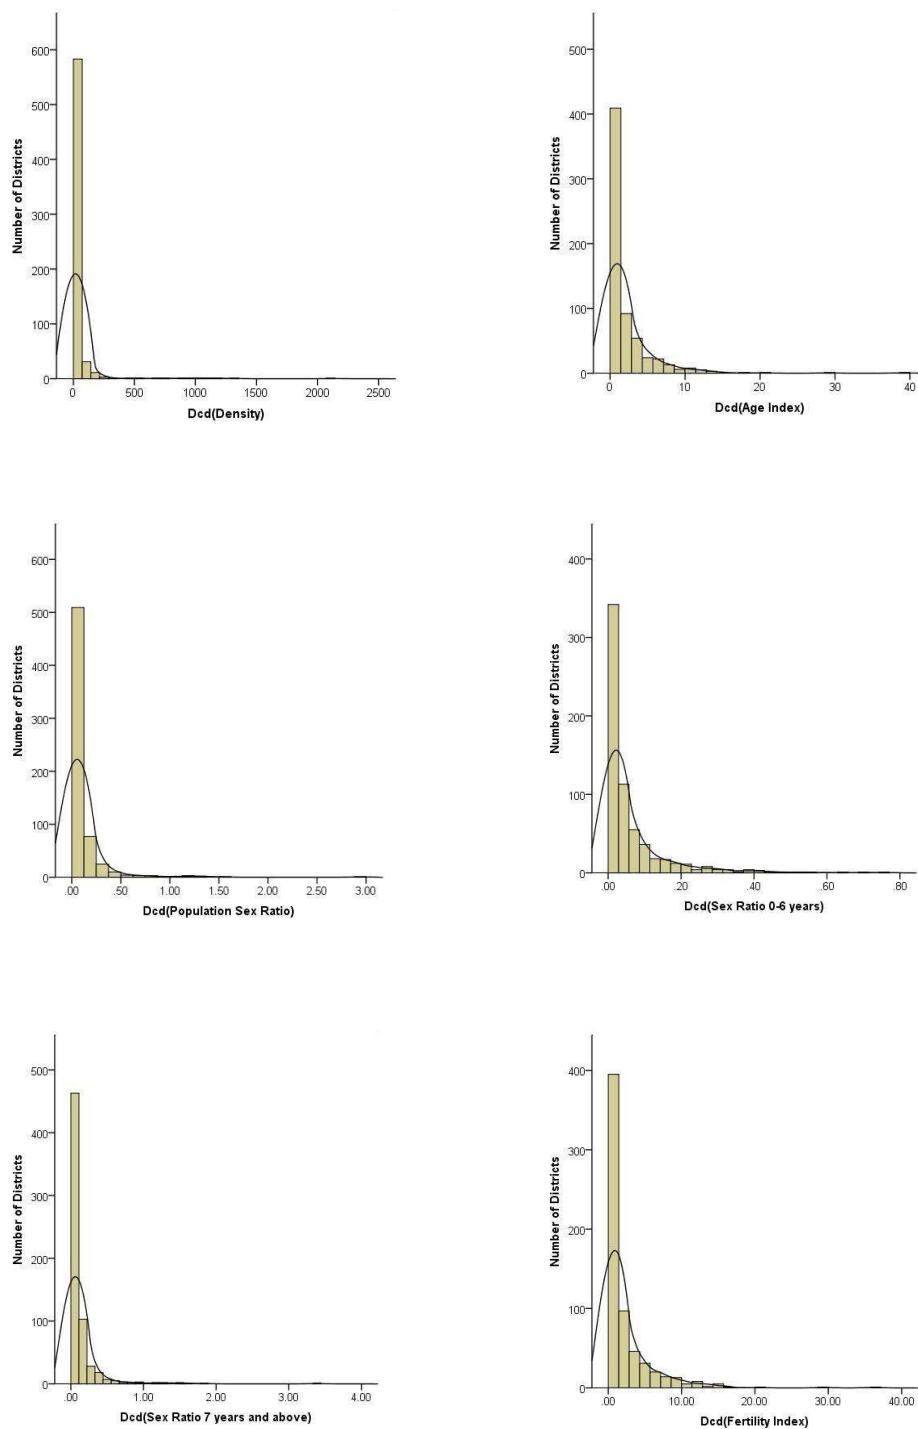 600
500
400
300
200
100
0
Number of Districts
0 500 1000 1500 2000 2500
Dcd(Density)
500
400
300
200
100
0
Number of Districts
0 10 20 30 40
Dcd(Age Index)
600
500
400
300
200
100
0
Number of Districts
.00 .50 1.00 1.50 2.00 2.50 3.00
Dcd(Population Sex Ratio)
400
300
200
100
0
Number of Districts
.00 .20 .40 .60 .80
Dcd(Sex Ratio 0-6 years)
500
400
300
200
100
0
Number of Districts
.00 1.00 2.00 3.00 4.00
Dcd(Sex Ratio 7 years and above)
400
300
200
100
0
Number of Districts
.00 10.00 20.00 30.00 40.00
Dcd(Fertility Index)